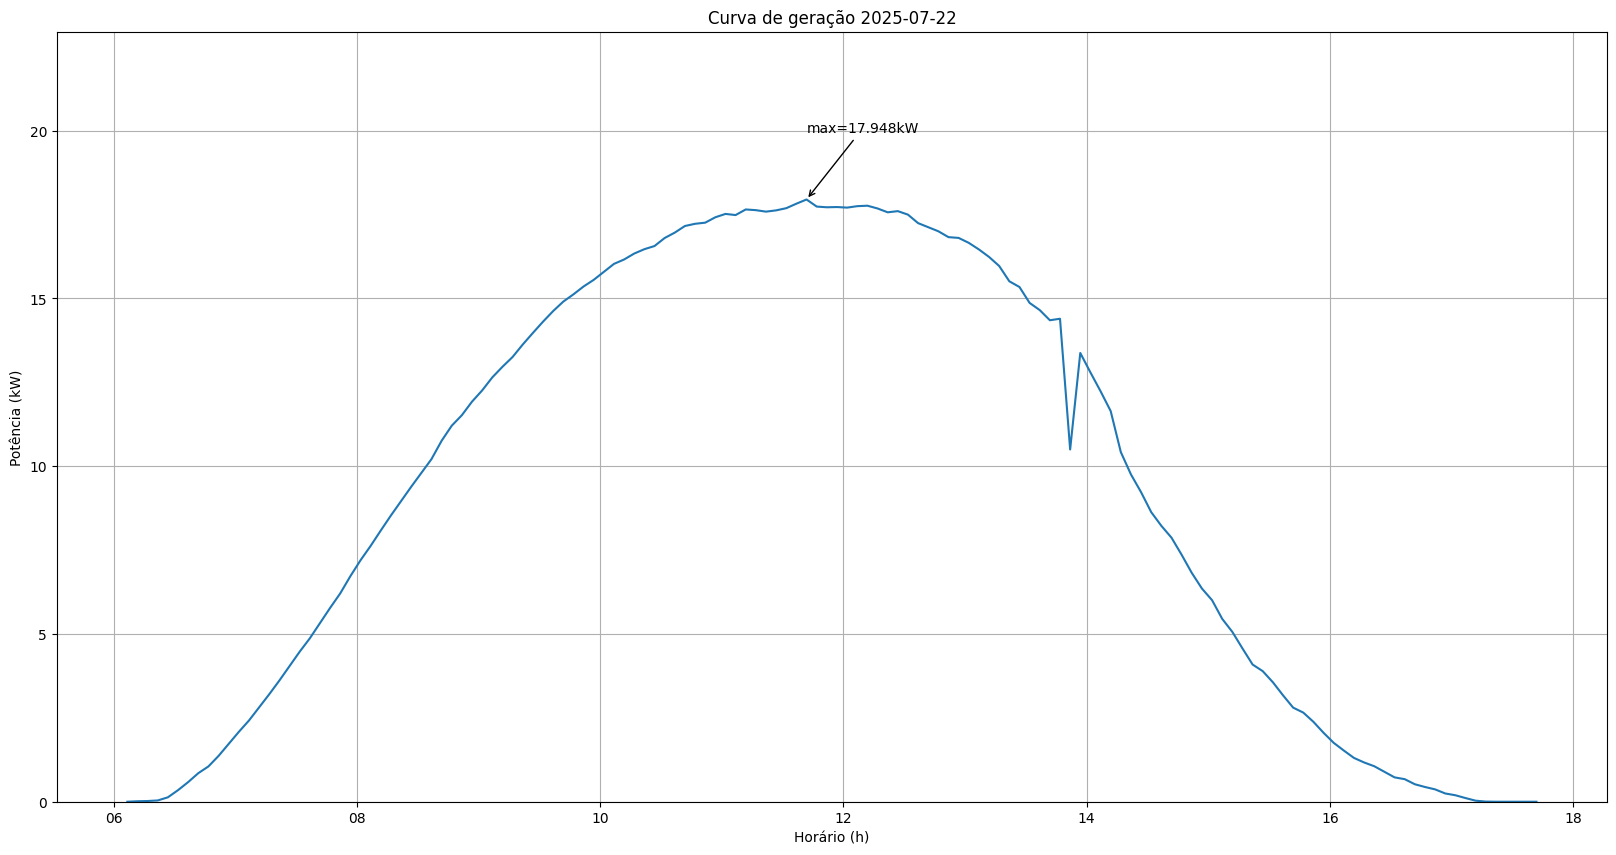 Curva de geração 2025-07-22
max=17.948kW
Potência (kW)
20
15
10
5
0
06 08 10 12 14 16 18
Horário (h)